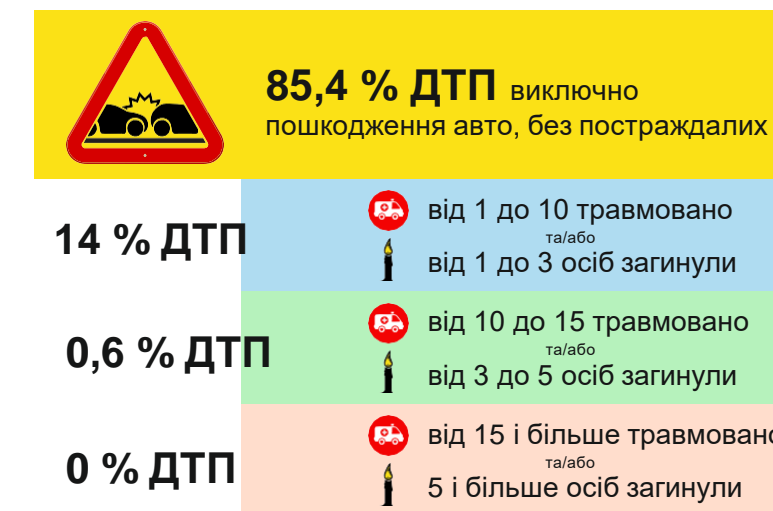 85,4 % ДТП виключно
пошкодження авто, без постраждалих
14 % ДТП
від 1 до 10 травмовано
та/або
від 1 до 3 осіб загинули
0,6 % ДТП
від 10 до 15 травмовано
та/або
від 3 до 5 осіб загинули
0 % ДТП
від 15 і більше травмовано
та/або
5 і більше осіб загинули